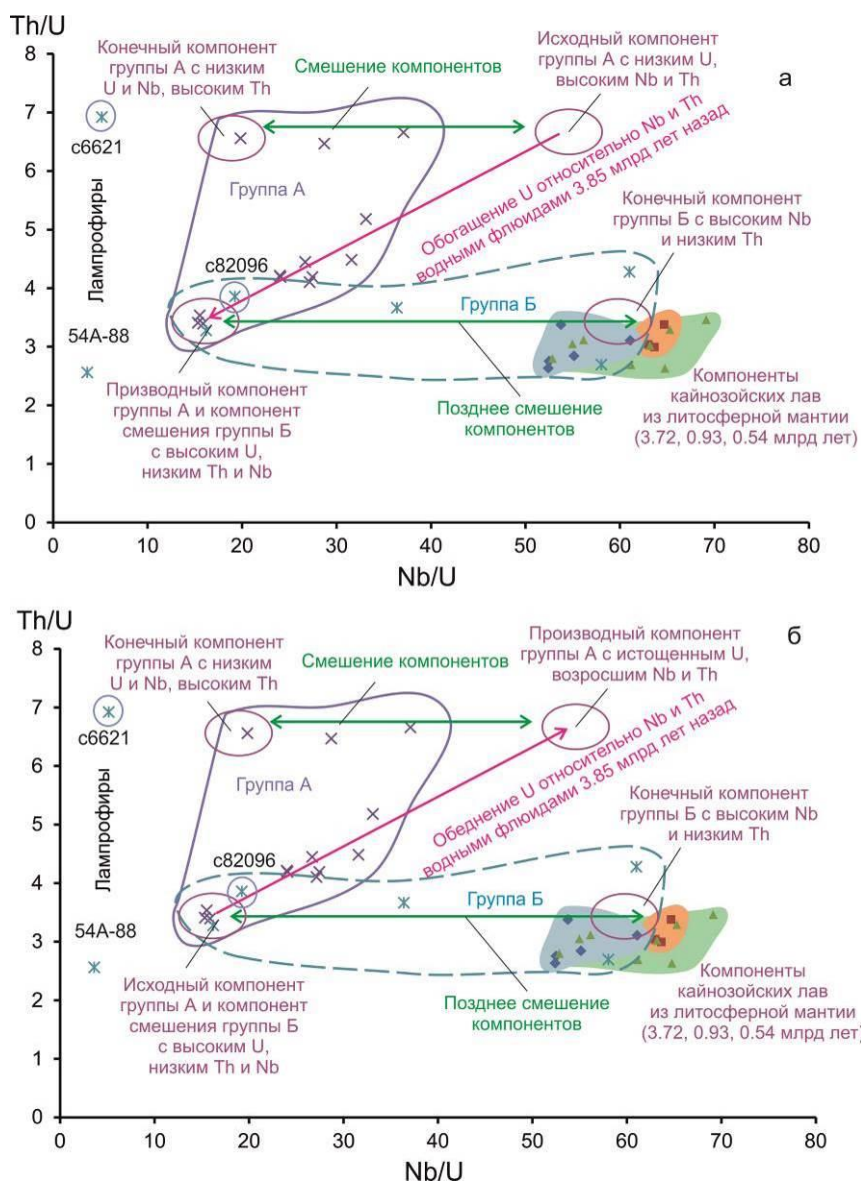 Th/U
8
7
6
5
4
3
2
1
0
0
10
20
30
40
50
60
70
80
Nb/U
а
Конечный компонент
группы А с низким
U и Nb, высоким Th
Смешение компонентов
Исходный компонент
группы А с низким U,
высоким Nb и Th
с6621
Группа А
Обогащение U относительно Nb и Th
водными флюидами 3.85 млрд лет назад
Конечный компонент
группы Б с высоким Nb
и низким Th
Лампрофиры
с82096
Группа Б
54А-88
Призводный компонент
группы А и компонент
смешения группы Б
с высоким U,
низким Th и Nb
Позднее смешение
компонентов
Компоненты
кайнозойских лав
из литосферной мантии
(3.72, 0.93, 0.54 млрд лет)
Th/U
8
7
6
5
4
3
2
1
0
0
10
20
30
40
50
60
70
80
Nb/U
б
Конечный компонент
группы А с низким
U и Nb, высоким Th
Смешение компонентов
Производный компонент
группы А с истощенным U,
возросшим Nb и Th
с6621
Группа А
Обеднение U относительно Nb и Th
водными флюидами 3.85 млрд лет назад
Конечный компонент
группы Б с высоким Nb
и низким Th
Лампрофиры
с82096
Группа Б
54А-88
Исходный компонент
группы А и компонент
смешения группы Б
с высоким U,
низким Th и Nb
Позднее смешение
компонентов
Компоненты
кайнозойских лав
из литосферной мантии
(3.72, 0.93, 0.54 млрд лет)